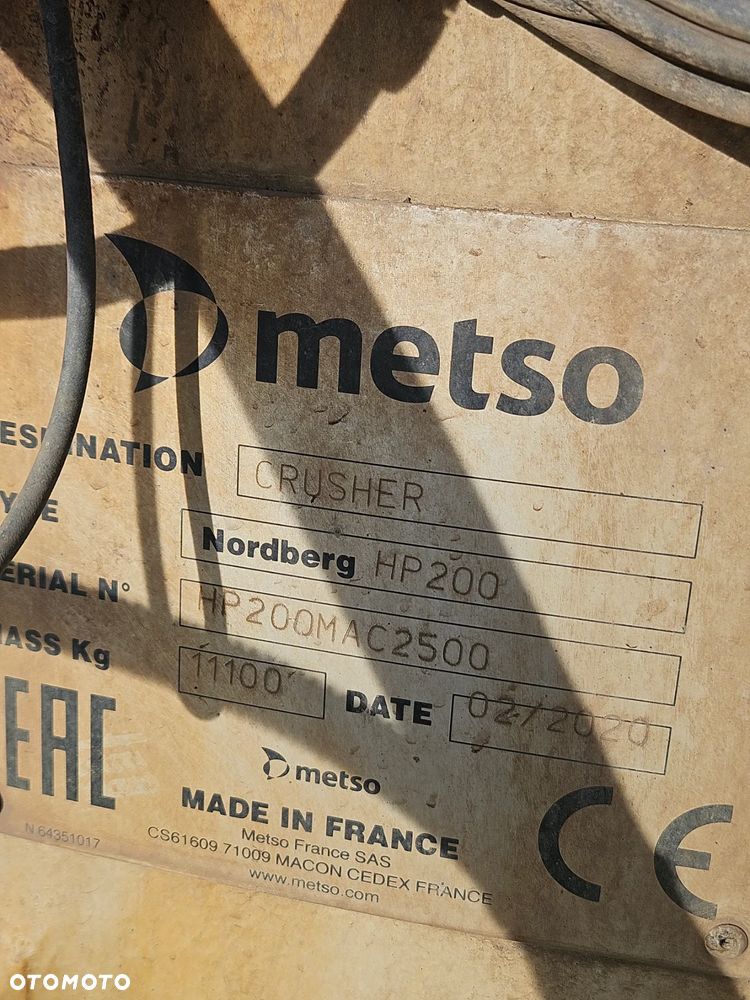 metso
ESIGNATION CRUSHER
YPE Nordberg HP200
ERIAL N° HP200MAC2500
MASS Kg 11100 DATE 02/2020
EAC
metso
MADE IN FRANCE
Metso France SAS
CS61609 71009 MACON CEDEX FRANCE
www.metso.com
N 64351017
CE
OTOMOTO